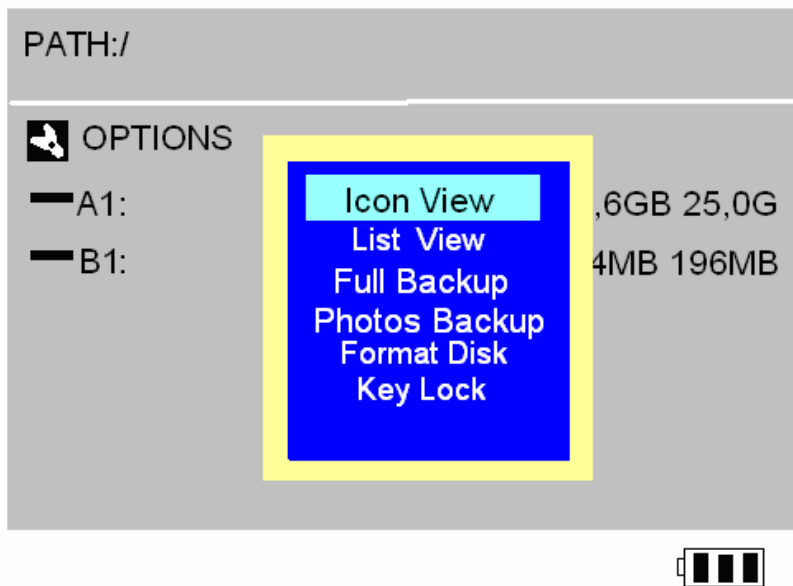 PATH:/
OPTIONS
A1: ,6GB 25,0G
B1: 4MB 196MB
Icon View
List View
Full Backup
Photos Backup
Format Disk
Key Lock